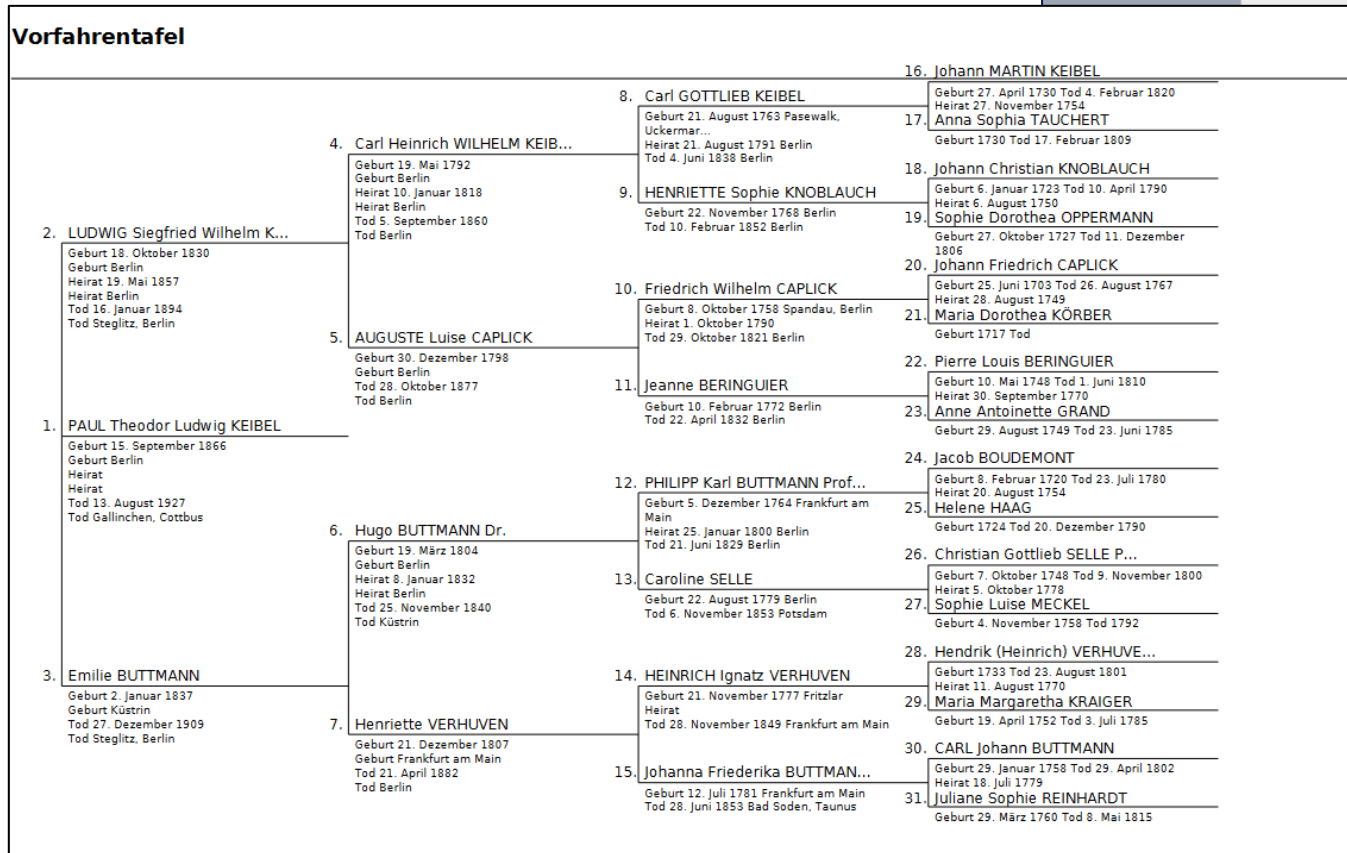 Vorfahrentafel
1. PAUL Theodor Ludwig KEIBEL
Geburt 15. September 1866
Geburt Berlin
Heirat
Heirat
Tod 13. August 1927
Tod Gallinchen, Cottbus
2. LUDWIG Siegfried Wilhelm K...
Geburt 18. Oktober 1830
Geburt Berlin
Heirat 19. Mai 1857
Heirat Berlin
Tod 16. Januar 1894
Tod Steglitz, Berlin
3. Emilie BUTTMANN
Geburt 2. Januar 1837
Geburt Küstrin
Tod 27. Dezember 1909
Tod Steglitz, Berlin
4. Carl Heinrich WILHELM KEIB...
Geburt 19. Mai 1792
Geburt Berlin
Heirat 10. Januar 1818
Heirat Berlin
Tod 5. September 1860
Tod Berlin
5. AUGUSTE Luise CAPLICK
Geburt 30. Dezember 1798
Geburt Berlin
Tod 28. Oktober 1877
Tod Berlin
6. Hugo BUTTMANN Dr.
Geburt 19. März 1804
Geburt Berlin
Heirat 8. Januar 1832
Heirat Berlin
Tod 25. November 1840
Tod Küstrin
7. Henriette VERHUVEN
Geburt 21. Dezember 1807
Geburt Frankfurt am Main
Tod 21. April 1882
Tod Berlin
8. Carl GOTTLIEB KEIBEL
Geburt 21. August 1763 Pasewalk,
Uckermar...
Heirat 21. August 1791 Berlin
Tod 4. Juni 1838 Berlin
9. HENRIETTE Sophie KNOBLAUCH
Geburt 22. November 1768 Berlin
Tod 10. Februar 1852 Berlin
10. Friedrich Wilhelm CAPLICK
Geburt 8. Oktober 1758 Spandau, Berlin
Heirat 1. Oktober 1790
Tod 29. Oktober 1821 Berlin
11. Jeanne BERINGUIER
Geburt 10. Februar 1772 Berlin
Tod 22. April 1832 Berlin
12. PHILIPP Karl BUTTMANN Prof...
Geburt 5. Dezember 1764 Frankfurt am
Main
Heirat 25. Januar 1800 Berlin
Tod 21. Juni 1829 Berlin
13. Caroline SELLE
Geburt 22. August 1779 Berlin
Tod 6. November 1853 Potsdam
14. HEINRICH Ignatz VERHUVEN
Geburt 21. November 1777 Fritzlar
Heirat
Tod 28. November 1849 Frankfurt am Main
15. Johanna Friederika BUTTMAN...
Geburt 12. Juli 1781 Frankfurt am Main
Tod 28. Juni 1853 Bad Soden, Taunus
16. Johann MARTIN KEIBEL
Geburt 27. April 1730 Tod 4. Februar 1820
Heirat 27. November 1754
17. Anna Sophia TAUCHERT
Geburt 1730 Tod 17. Februar 1809
18. Johann Christian KNOBLAUCH
Geburt 6. Januar 1723 Tod 10. April 1790
Heirat 6. August 1750
19. Sophie Dorothea OPPERMANN
Geburt 27. Oktober 1727 Tod 11. Dezember
1806
20. Johann Friedrich CAPLICK
Geburt 25. Juni 1703 Tod 26. August 1767
Heirat 28. August 1749
21. Maria Dorothea KÖRBER
Geburt 1717 Tod
22. Pierre Louis BERINGUIER
Geburt 10. Mai 1748 Tod 1. Juni 1810
Heirat 30. September 1770
23. Anne Antoinette GRAND
Geburt 29. August 1749 Tod 23. Juni 1785
24. Jacob BOUDEMONT
Geburt 8. Februar 1720 Tod 23. Juli 1780
Heirat 20. August 1754
25. Helene HAAG
Geburt 1724 Tod 20. Dezember 1790
26. Christian Gottlieb SELLE P...
Geburt 7. Oktober 1748 Tod 9. November 1800
Heirat 5. Oktober 1778
27. Sophie Luise MECKEL
Geburt 4. November 1758 Tod 1792
28. Hendrik (Heinrich) VERHUVE...
Geburt 1733 Tod 23. August 1801
Heirat 11. August 1770
29. Maria Margaretha KRAIGER
Geburt 19. April 1752 Tod 3. Juli 1785
30. CARL Johann BUTTMANN
Geburt 29. Januar 1758 Tod 29. April 1802
Heirat 18. Juli 1779
31. Juliane Sophie REINHARDT
Geburt 29. März 1760 Tod 8. Mai 1815